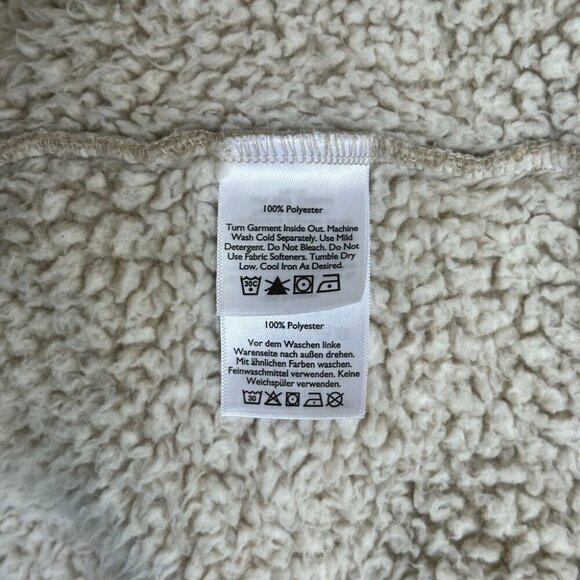 100% Polyester
Turn Garment Inside Out. Machine
Wash Cold Separately. Use Mild
Detergent. Do Not Bleach. Do Not
Use Fabric Softeners. Tumble Dry
Low. Cool Iron As Desired.
30C
100% Polyester
Vor dem Waschen linke
Warenseite nach außen drehen.
Mit ähnlichen Farben waschen.
Feinwaschmittel verwenden. Keine
Weichspüler verwenden.
30